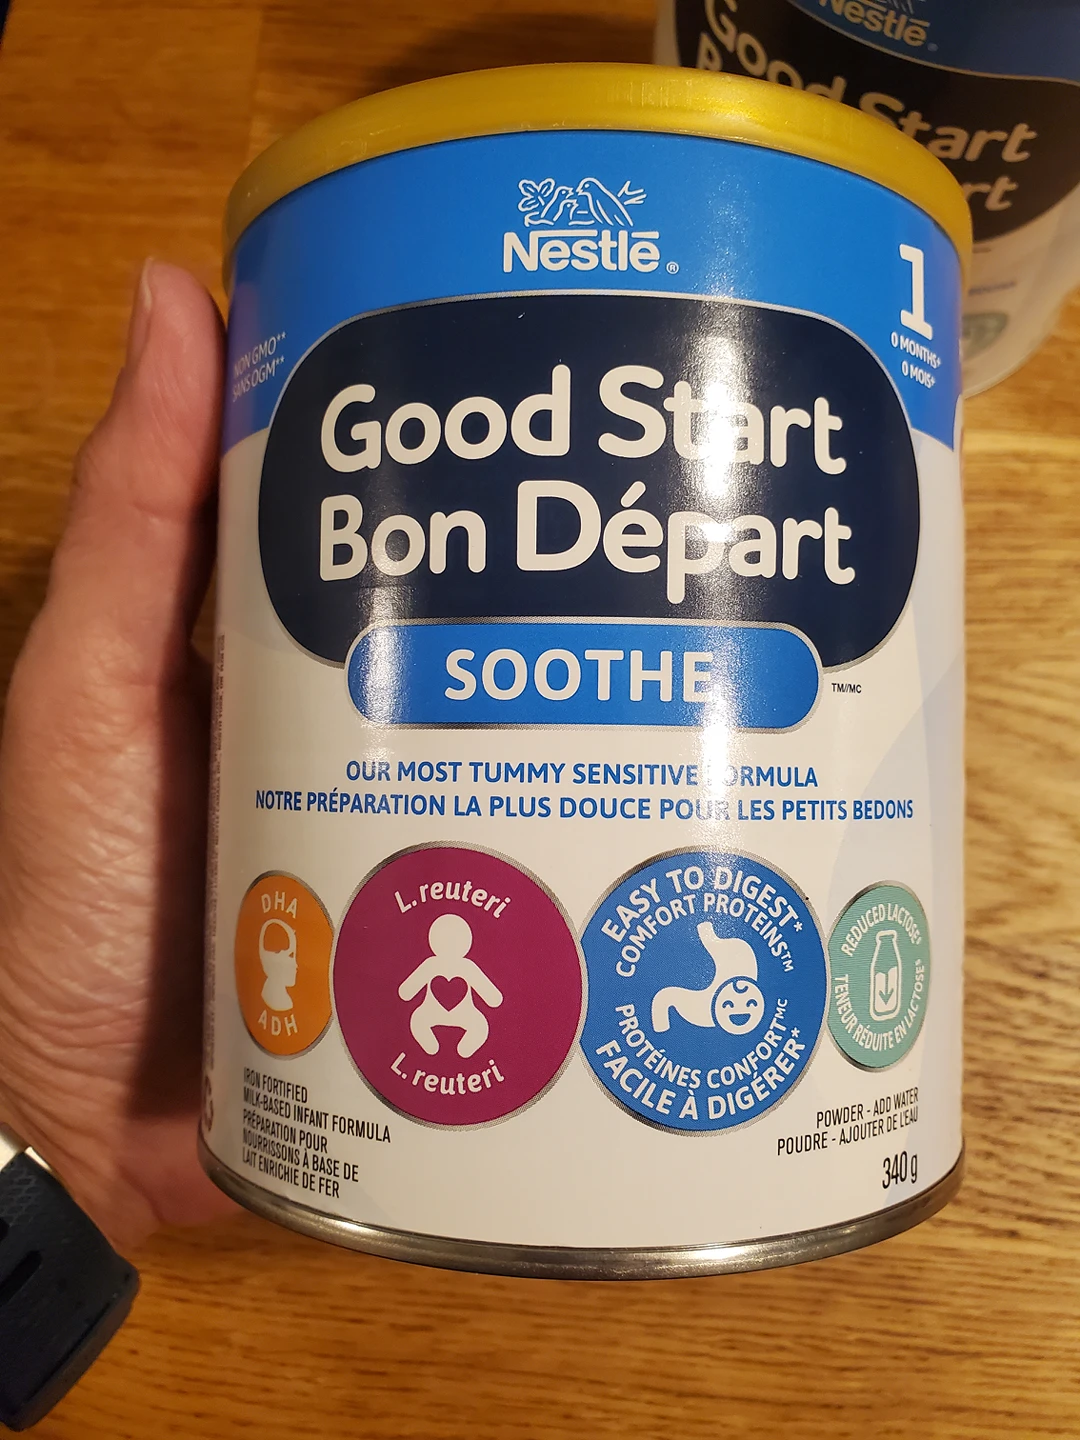 Nestlé
Good Start
Nestlé®
1
0 MONTHS+
0 MOIS+
NON GMO**
SANS OGM**
Good Start
Bon Départ
SOOTHE
TM/MC
OUR MOST TUMMY SENSITIVE FORMULA
NOTRE PRÉPARATION LA PLUS DOUCE POUR LES PETITS BEDONS
DHA
ADH
L. reuteri
L. reuteri
EASY TO DIGEST*
COMFORT PROTEINS™
PROTÉINES CONFORTᴹᶜ
FACILE À DIGÉRER*
REDUCED LACTOSE§
TENEUR RÉDUITE EN LACTOSE§
IRON FORTIFIED
MILK-BASED INFANT FORMULA
PRÉPARATION POUR
NOURRISSONS À BASE DE
LAIT ENRICHIE DE FER
POWDER - ADD WATER
POUDRE - AJOUTER DE L'EAU
340 g